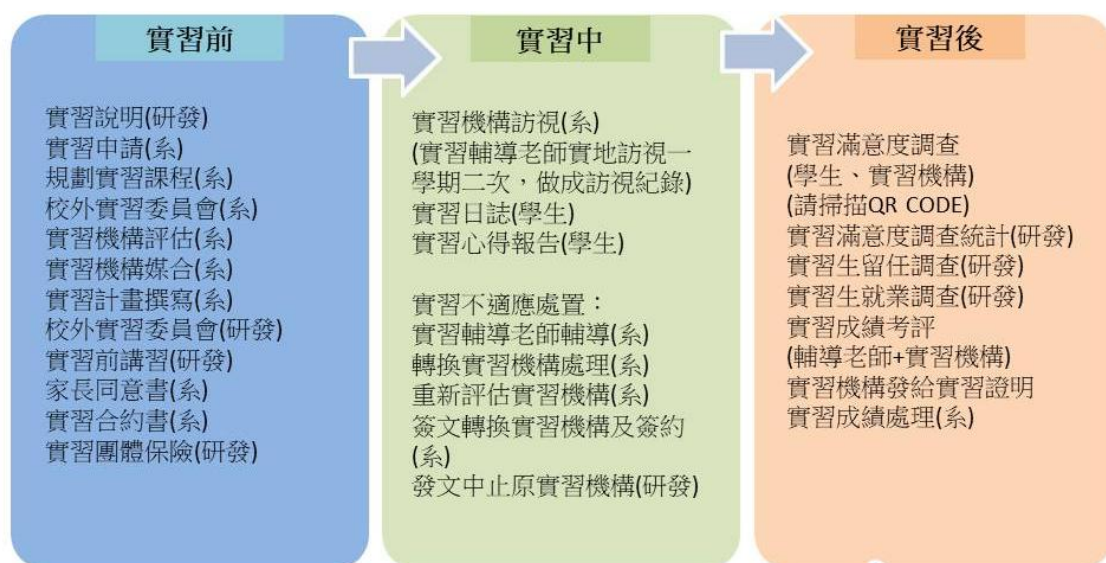 實習前
實習說明(研發)
實習申請(系)
規劃實習課程(系)
校外實習委員會(系)
實習機構評估(系)
實習機構媒合(系)
實習計畫撰寫(系)
校外實習委員會(研發)
實習前講習(研發)
家長同意書(系)
實習合約書(系)
實習團體保險(研發)
實習中
實習機構訪視(系)
(實習輔導老師實地訪視一
學期二次，做成訪視紀錄)
實習日誌(學生)
實習心得報告(學生)
實習不適應處置：
實習輔導老師輔導(系)
轉換實習機構處理(系)
重新評估實習機構(系)
簽文轉換實習機構及簽約
(系)
發文中止原實習機構(研發)
實習後
實習滿意度調查
(學生、實習機構)
(請掃描QR CODE)
實習滿意度調查統計(研發)
實習生留任調查(研發)
實習生就業調查(研發)
實習成績考評
(輔導老師+實習機構)
實習機構發給實習證明
實習成績處理(系)